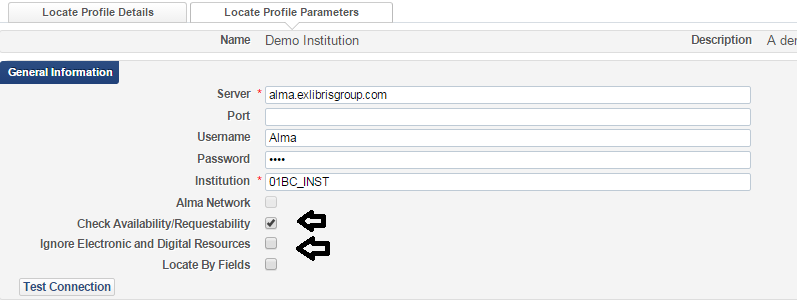 Locate Profile Details Locate Profile Parameters
Name Demo Institution Description A der
General Information
Server * alma.exlibrisgroup.com
Port
Username Alma
Password ••••
Institution * 01BC_INST
Alma Network
Check Availability/Requestability
Ignore Electronic and Digital Resources
Locate By Fields
Test Connection